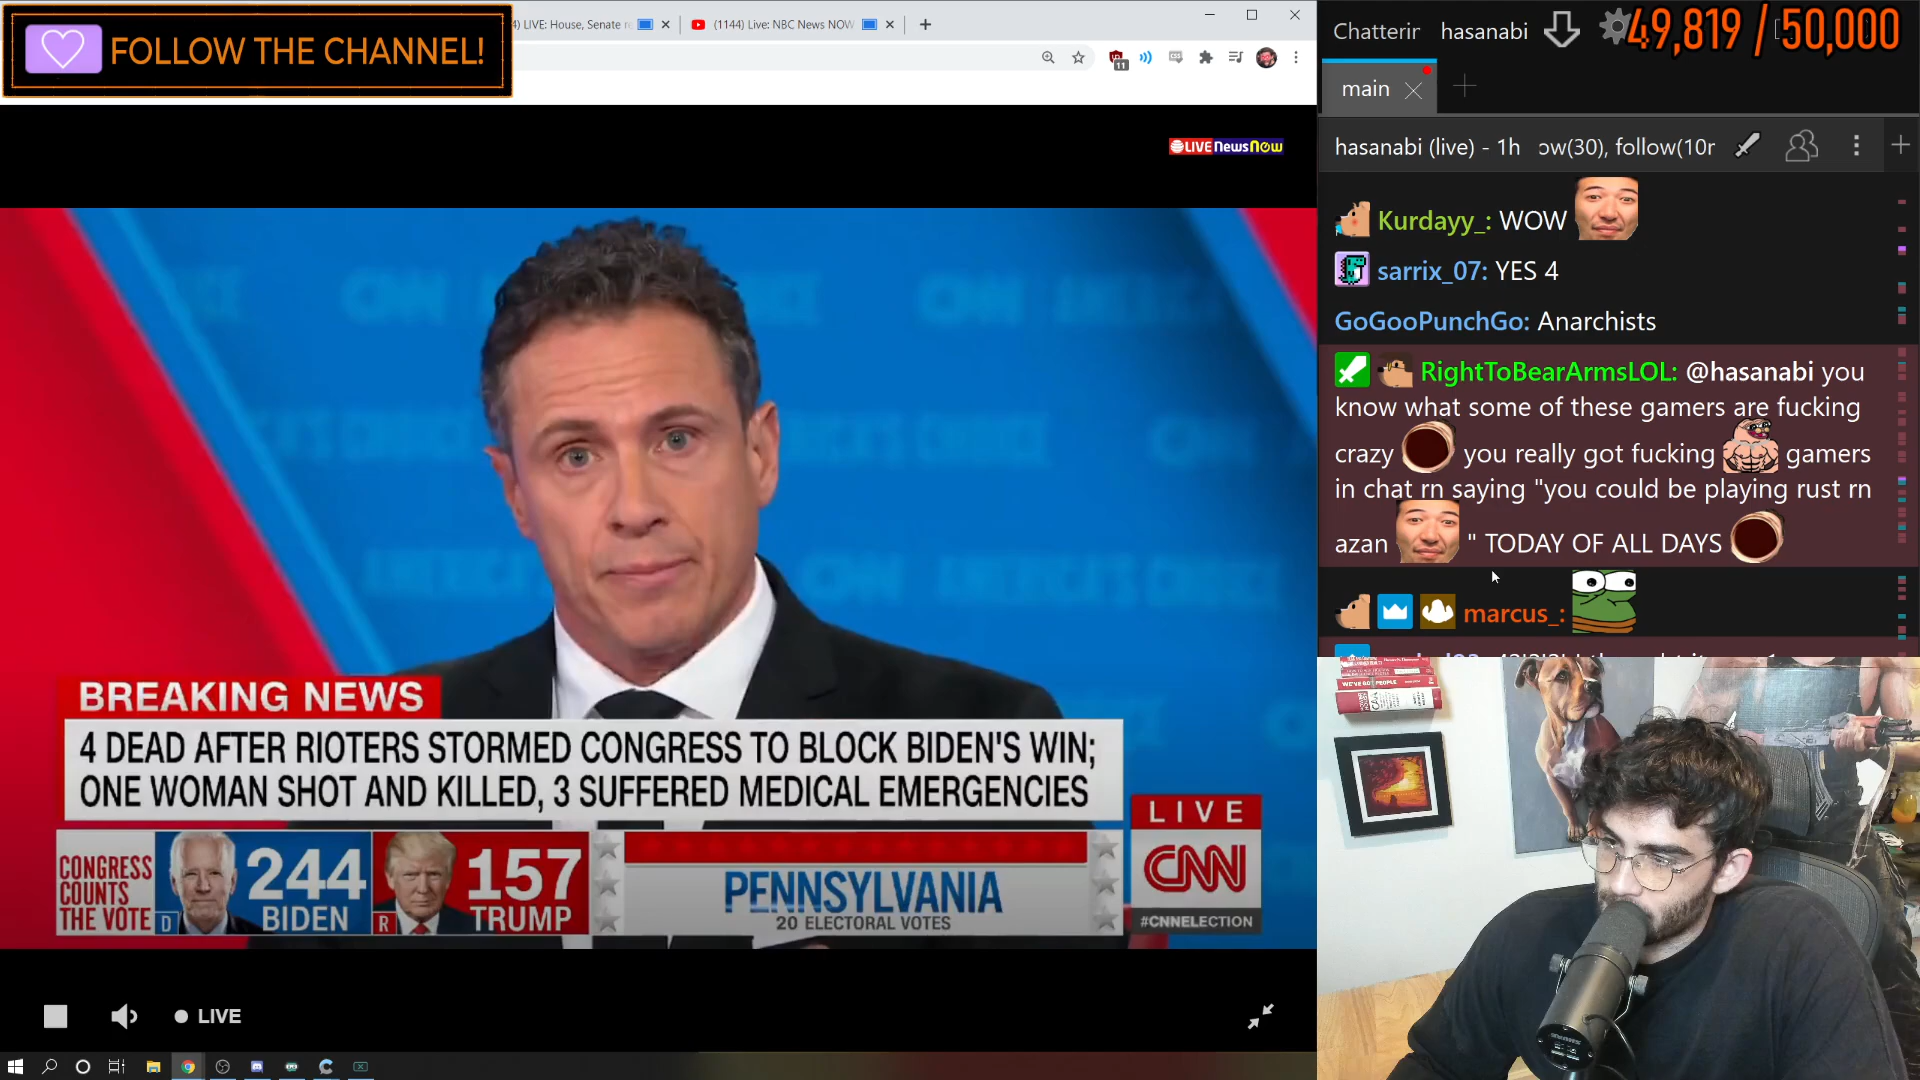 FOLLOW THE CHANNEL!
LIVE: House, Senate
(1144) Live: NBC News NOW
11
LIVE NewsNow
BREAKING NEWS
4 DEAD AFTER RIOTERS STORMED CONGRESS TO BLOCK BIDEN'S WIN;
ONE WOMAN SHOT AND KILLED, 3 SUFFERED MEDICAL EMERGENCIES
CONGRESS
COUNTS
THE VOTE
D
244
BIDEN
R
157
TRUMP
PENNSYLVANIA
20 ELECTORAL VOTES
LIVE
CNN
#CNNELECTION
LIVE
Chatterir
hasanabi
49,819 / 50,000
main
hasanabi (live) - 1h
ow(30), follow(10r
Kurdayy_: WOW
sarrix_07: YES 4
GoGooPunchGo: Anarchists
RightToBearArmsLOL: @hasanabi you
know what some of these gamers are fucking
crazy you really got fucking gamers
in chat rn saying "you could be playing rust rn
azan " TODAY OF ALL DAYS
marcus_: